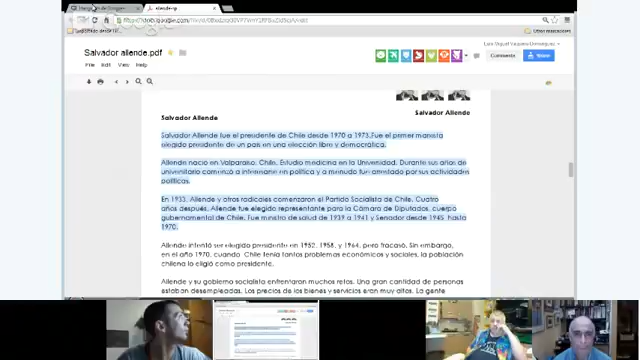 Salvador allende.pdf
File Edit View Help
Comments Share
Salvador Allende
Salvador Allende
Salvador Allende fue el presidente de Chile desde 1970 a 1973.Fue el primer marxista
elegido presidente de un país en una elección libre y democrática.
Allende nacio en Valparaiso, Chile. Estudio medicina en la Universidad. Durante sus años de
universitario comenzó a interesarse en política y a menudo fue arrestado por sus actividades
políticas.
En 1933, Allende y otros radicales comenzaron el Partido Socialista de Chile. Cuatro
años después, Allende fue elegido representante para la Cámara de Diputados, cuerpo
gubernamental de Chile. Fue ministro de salud de 1939 a 1941 y Senador desde 1945 hasta
1970.
Allende intentó ser elegido presidente en 1952, 1958, y 1964, pero fracasó. Sin embargo,
en el año 1970, cuando Chile tenía tantos problemas económicos y sociales, la población
chilena lo eligió como presidente.
Allende y su gobierno socialista enfrentaron muchos retos. Una gran cantidad de personas
estaban desempleadas. Los precios de los bienes y servicios eran muy altos. La gente